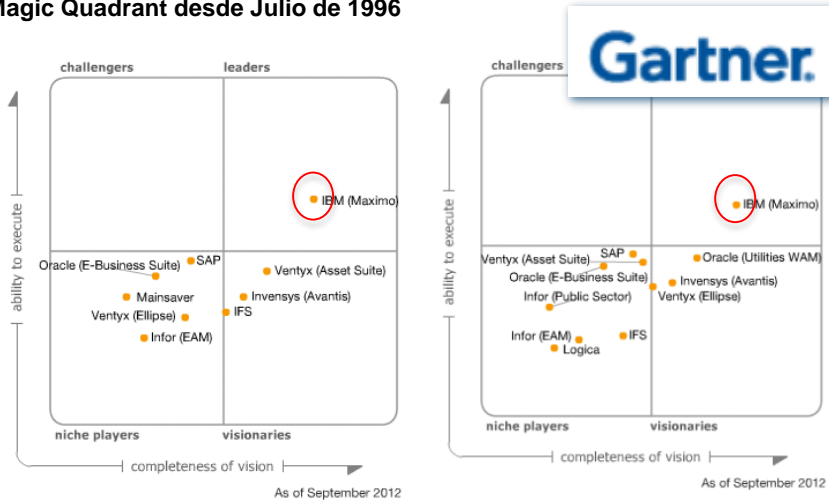 Magic Quadrant desde Julio de 1996
Gartner.
challengers
leaders
ability to execute
IBM (Maximo)
Oracle (E-Business Suite)
SAP
Ventyx (Asset Suite)
Mainsaver
Invensys (Avantis)
Ventyx (Ellipse)
IFS
Infor (EAM)
niche players
visionaries
completeness of vision
As of September 2012
challengers
ability to execute
IBM (Maximo)
Ventyx (Asset Suite)
SAP
Oracle (Utilities WAM)
Oracle (E-Business Suite)
Invensys (Avantis)
Infor (Public Sector)
Ventyx (Ellipse)
Infor (EAM)
IFS
Logica
niche players
visionaries
completeness of vision
As of September 2012